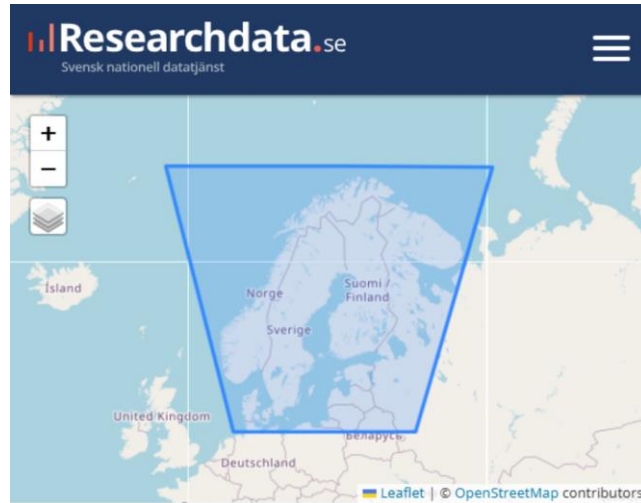 Researchdata.se
Svensk nationell datatjänst
+
−
Ísland
Norge
Suomi /
Finland
Sverige
United Kingdom
Беларусь
Deutschland
Leaflet | © OpenStreetMap contributors